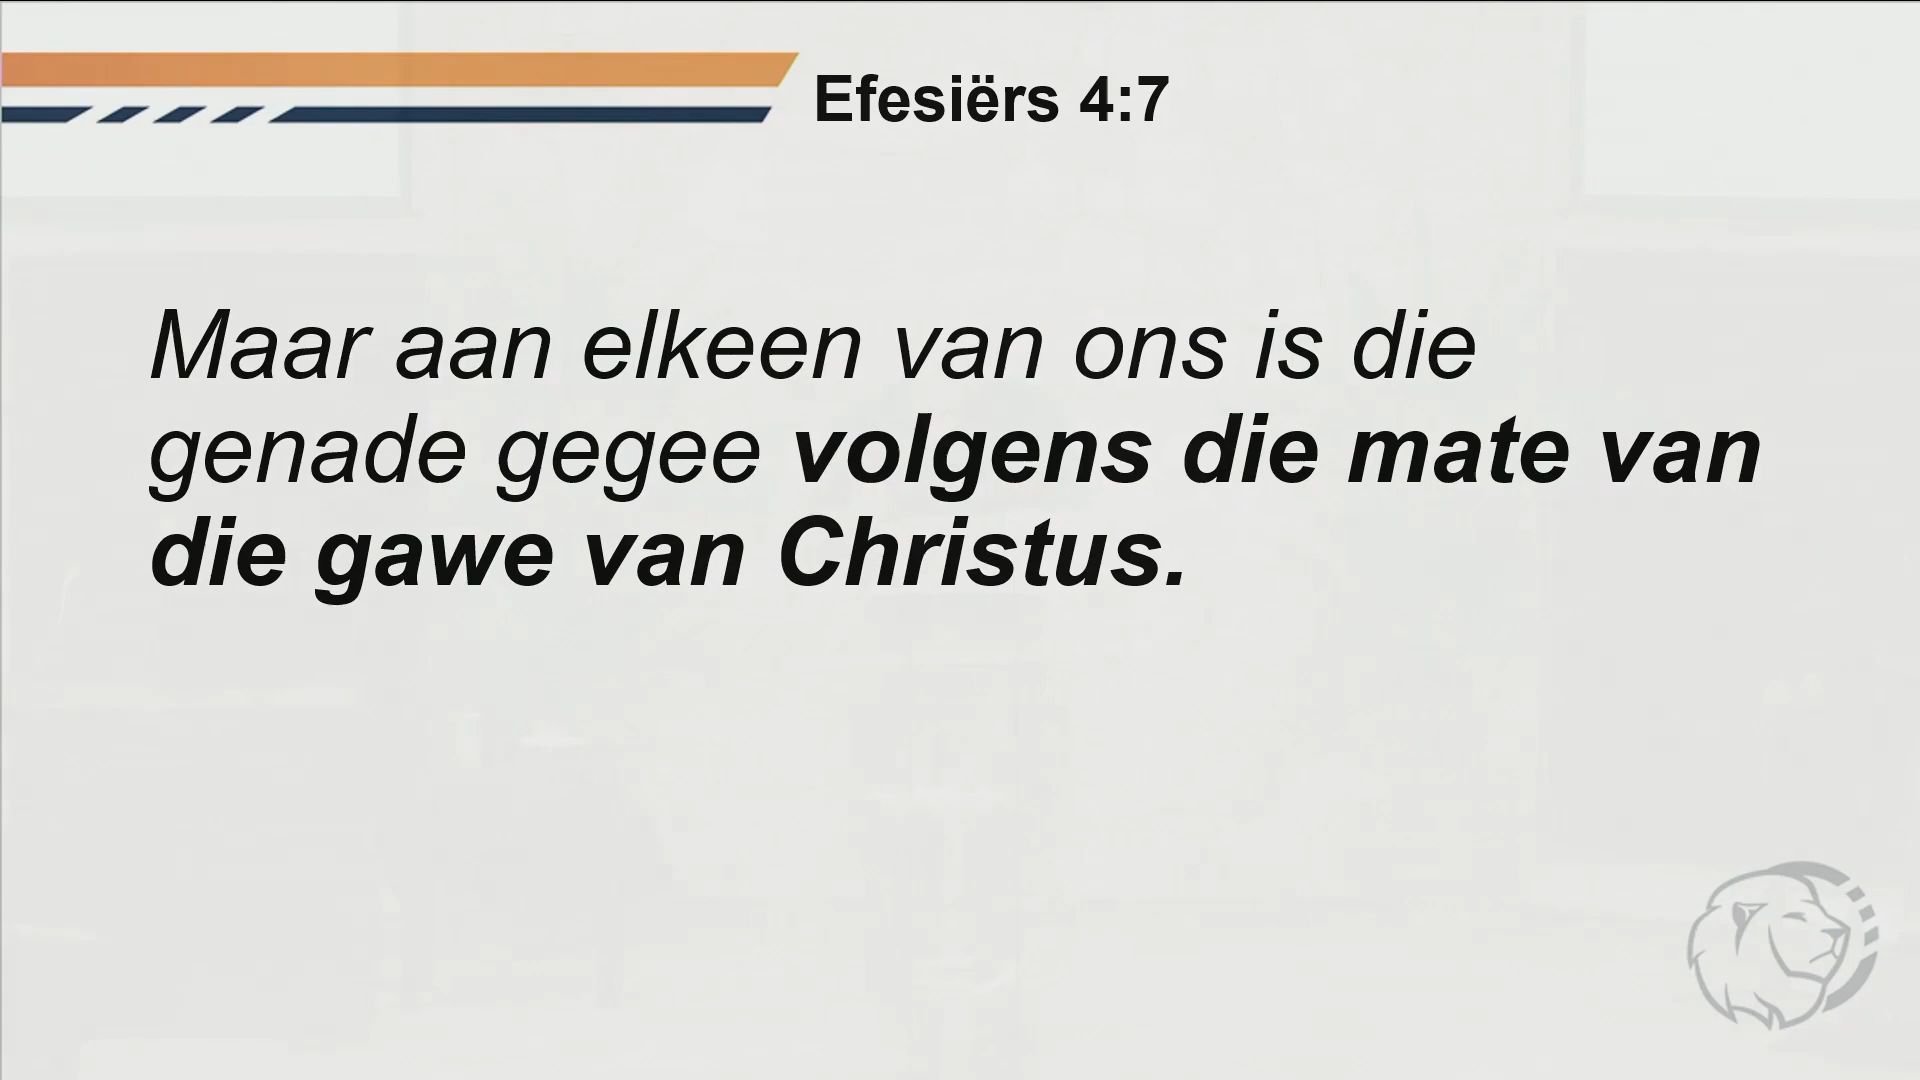 Efesiërs 4:7
Maar aan elkeen van ons is die
genade gegee volgens die mate van
die gawe van Christus.